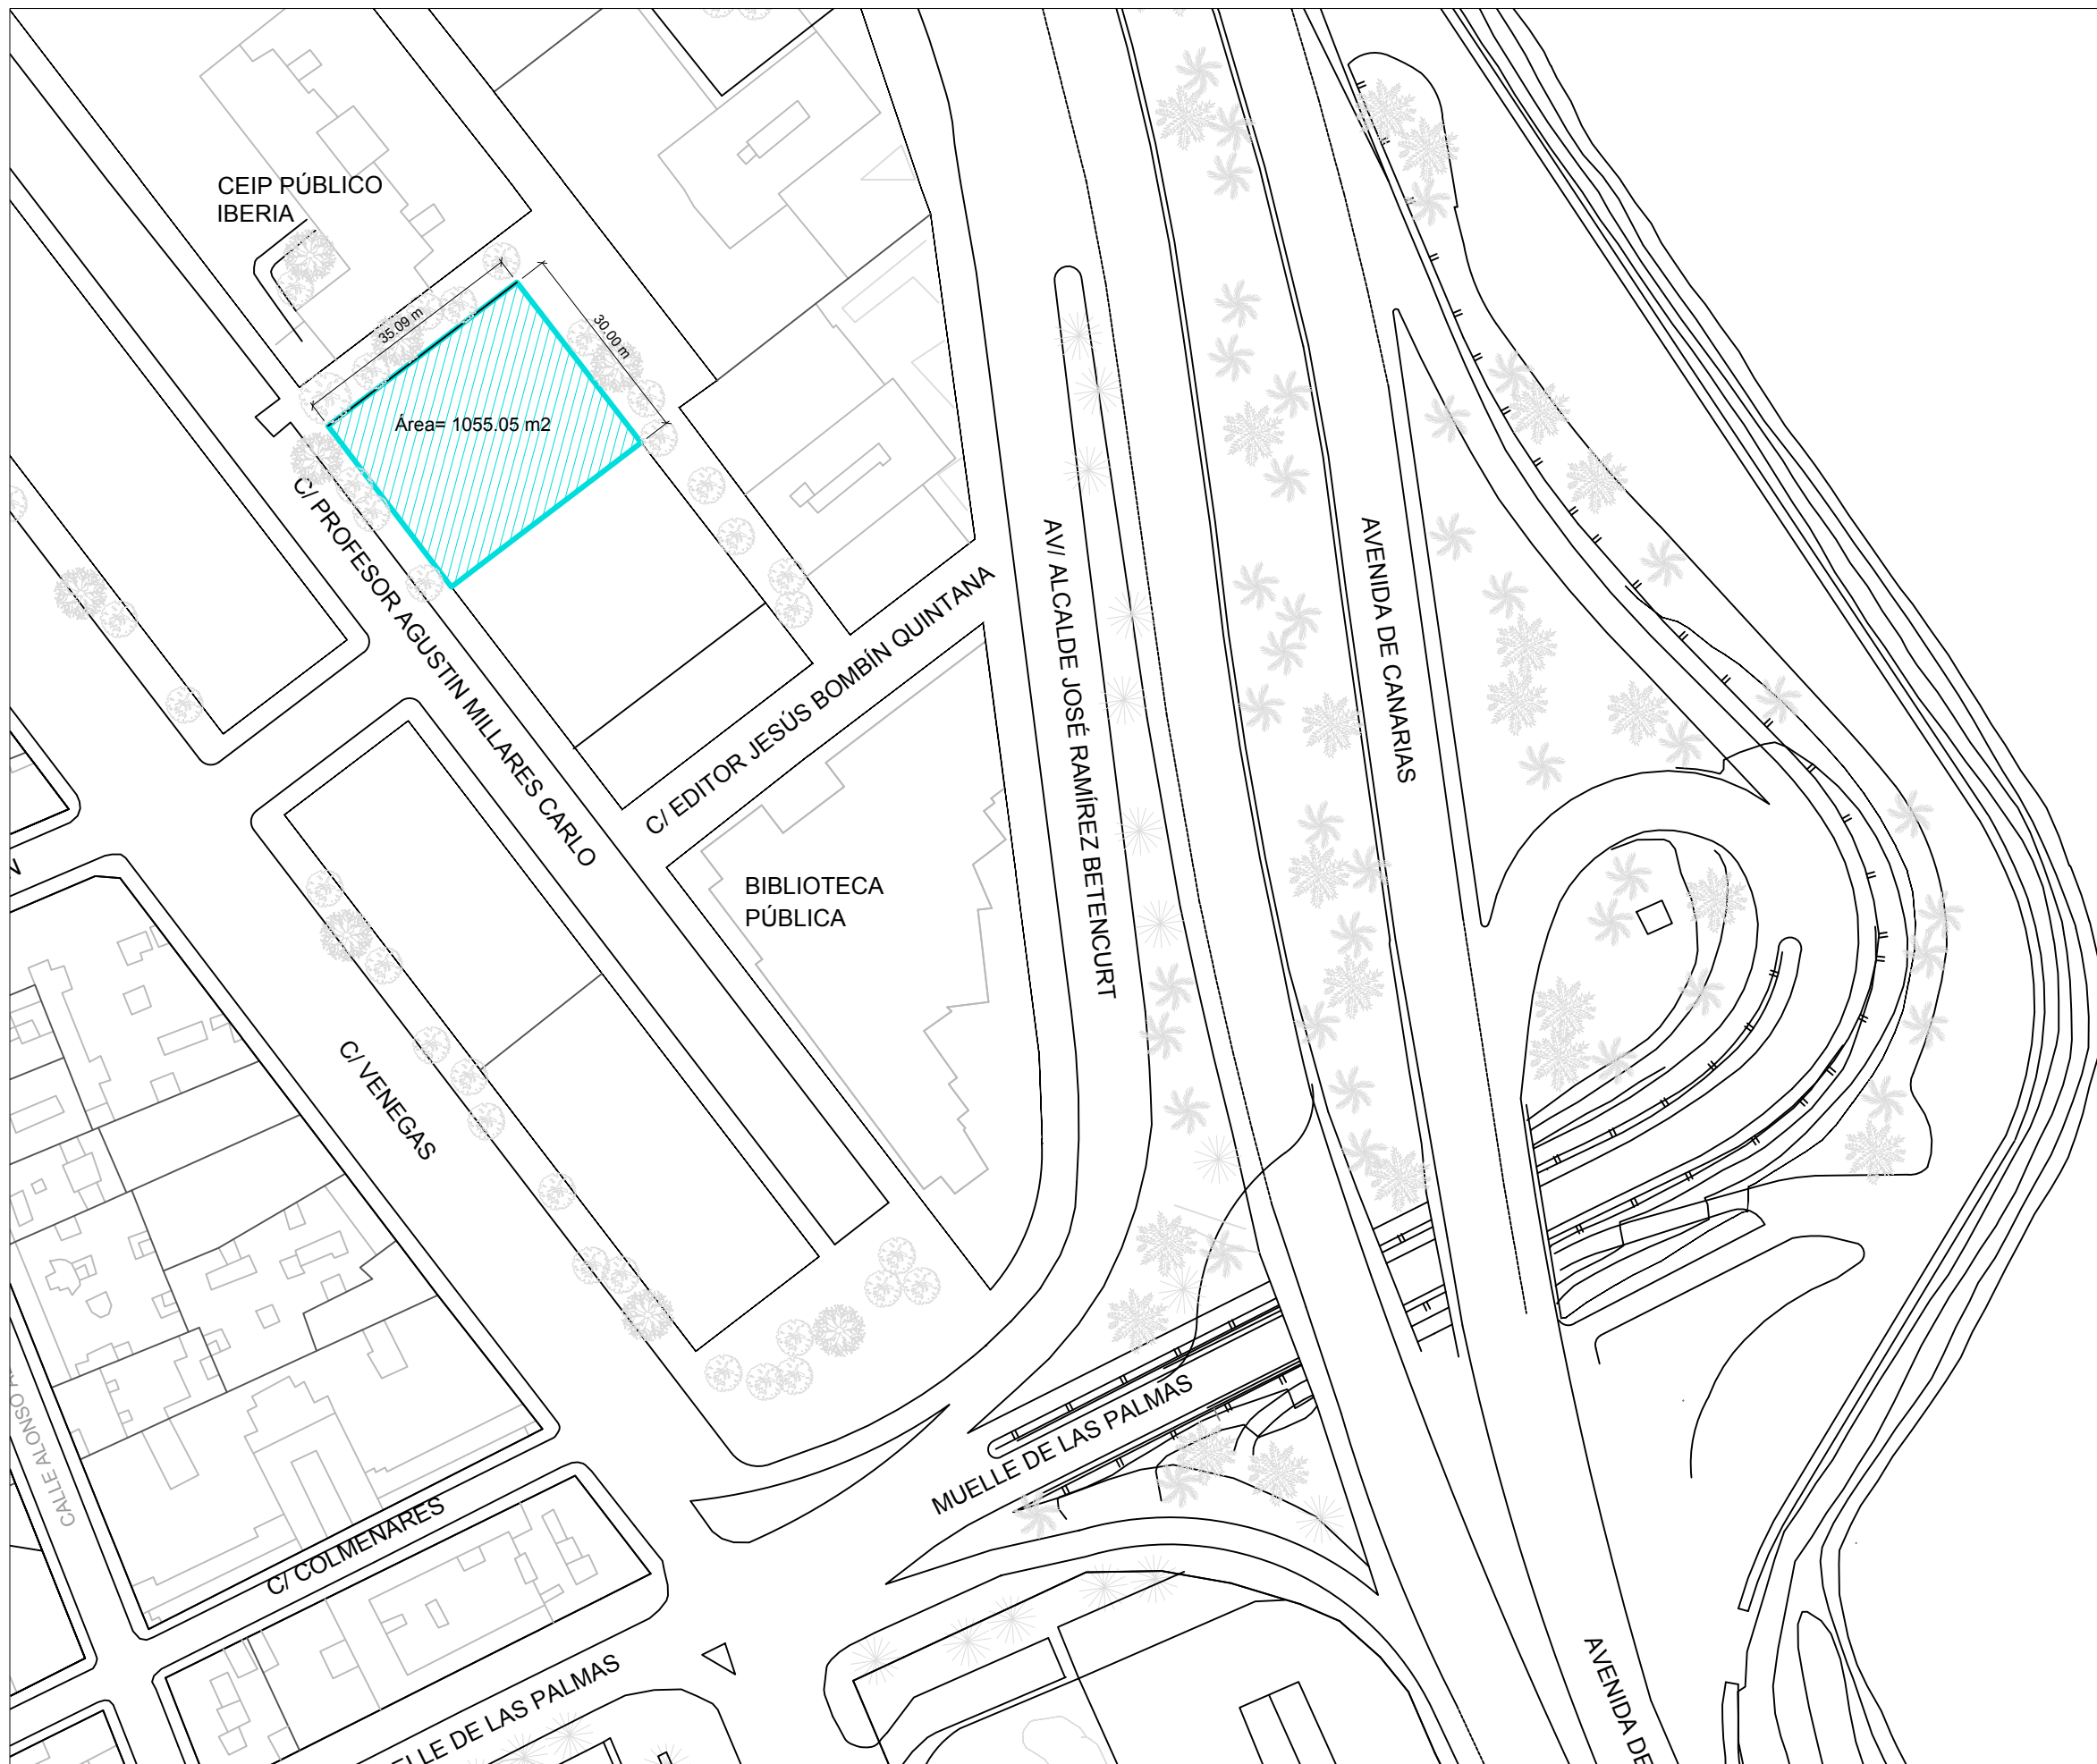 CEIP PÚBLICO
IBERIA
35.09 m
30.00 m
Área= 1055.05 m2
C/ PROFESOR AGUSTIN MILLARES CARLO
C/ EDITOR JESÚS BOMBÍN QUINTANA
AV/ ALCALDE JOSÉ RAMÍREZ BETENCURT
AVENIDA DE CANARIAS
BIBLIOTECA
PÚBLICA
C/ VENEGAS
CALLE ALONSO
C/ COLMENARES
MUELLE DE LAS PALMAS
ELLE DE LAS PALMAS
AVENIDA DE